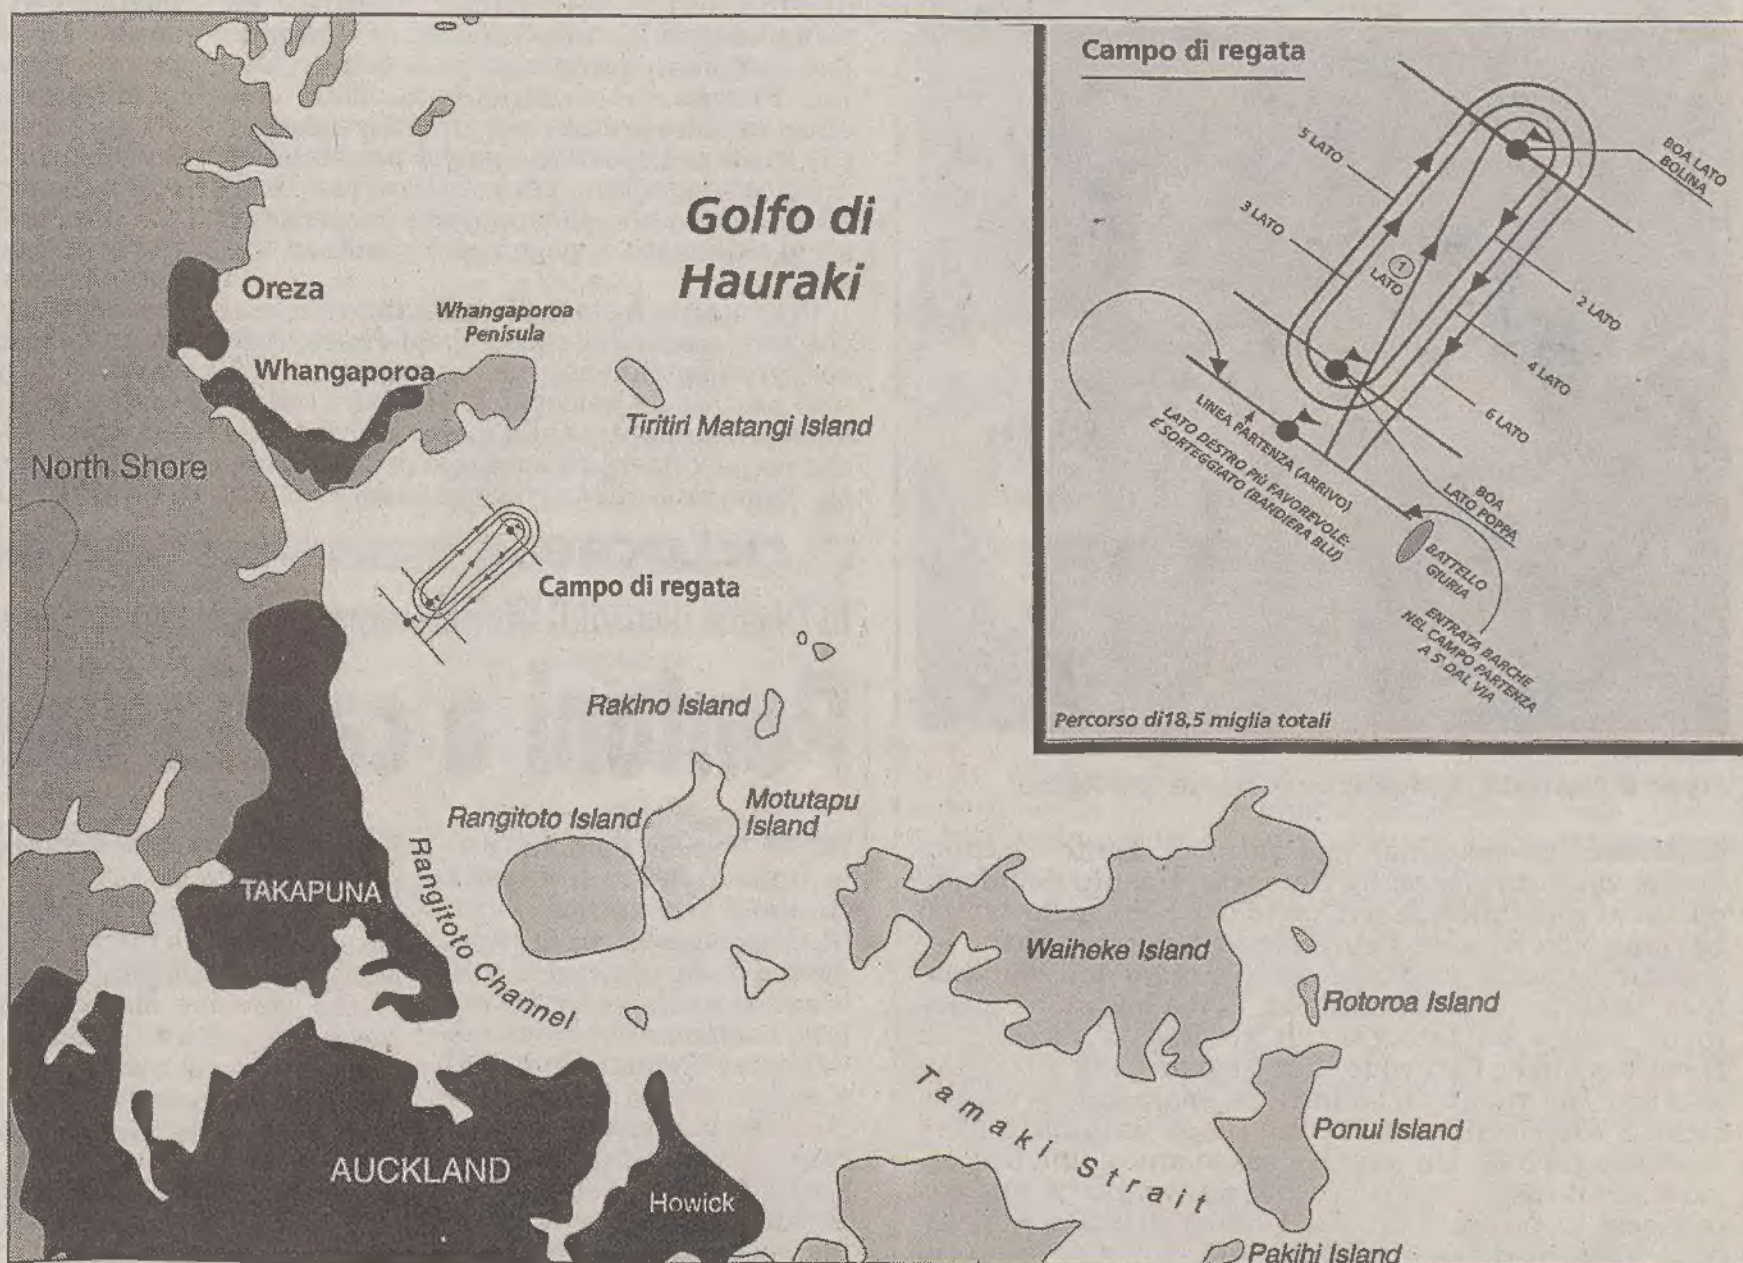 Golfo di
Hauraki
Oreza
Whangaporoa
Penisula
Whangaporoa
Tiritiri Matangi Island
North Shore
Campo di regata
Rakino Island
Motutapu
Island
Rangitoto Island
TAKAPUNA
Rangitoto Channel
Waiheke Island
Rotoroa Island
Tamaki Strait
Ponui Island
AUCKLAND
Howick
Pakihi Island
Campo di regata
BOA LATO
BOLINA
5 LATO
3 LATO
1
LATO
2 LATO
4 LATO
6 LATO
LINEA PARTENZA (ARRIVO)
LATO DESTRO PIÙ FAVOREVOLE:
È SORTEGGIATO (BANDIERA BLU)
BOA
LATO POPPA
BATTELLO
GIURIA
ENTRATA BARCHE
NEL CAMPO PARTENZA
A 5' DAL VIA
Percorso di18,5 miglia totali